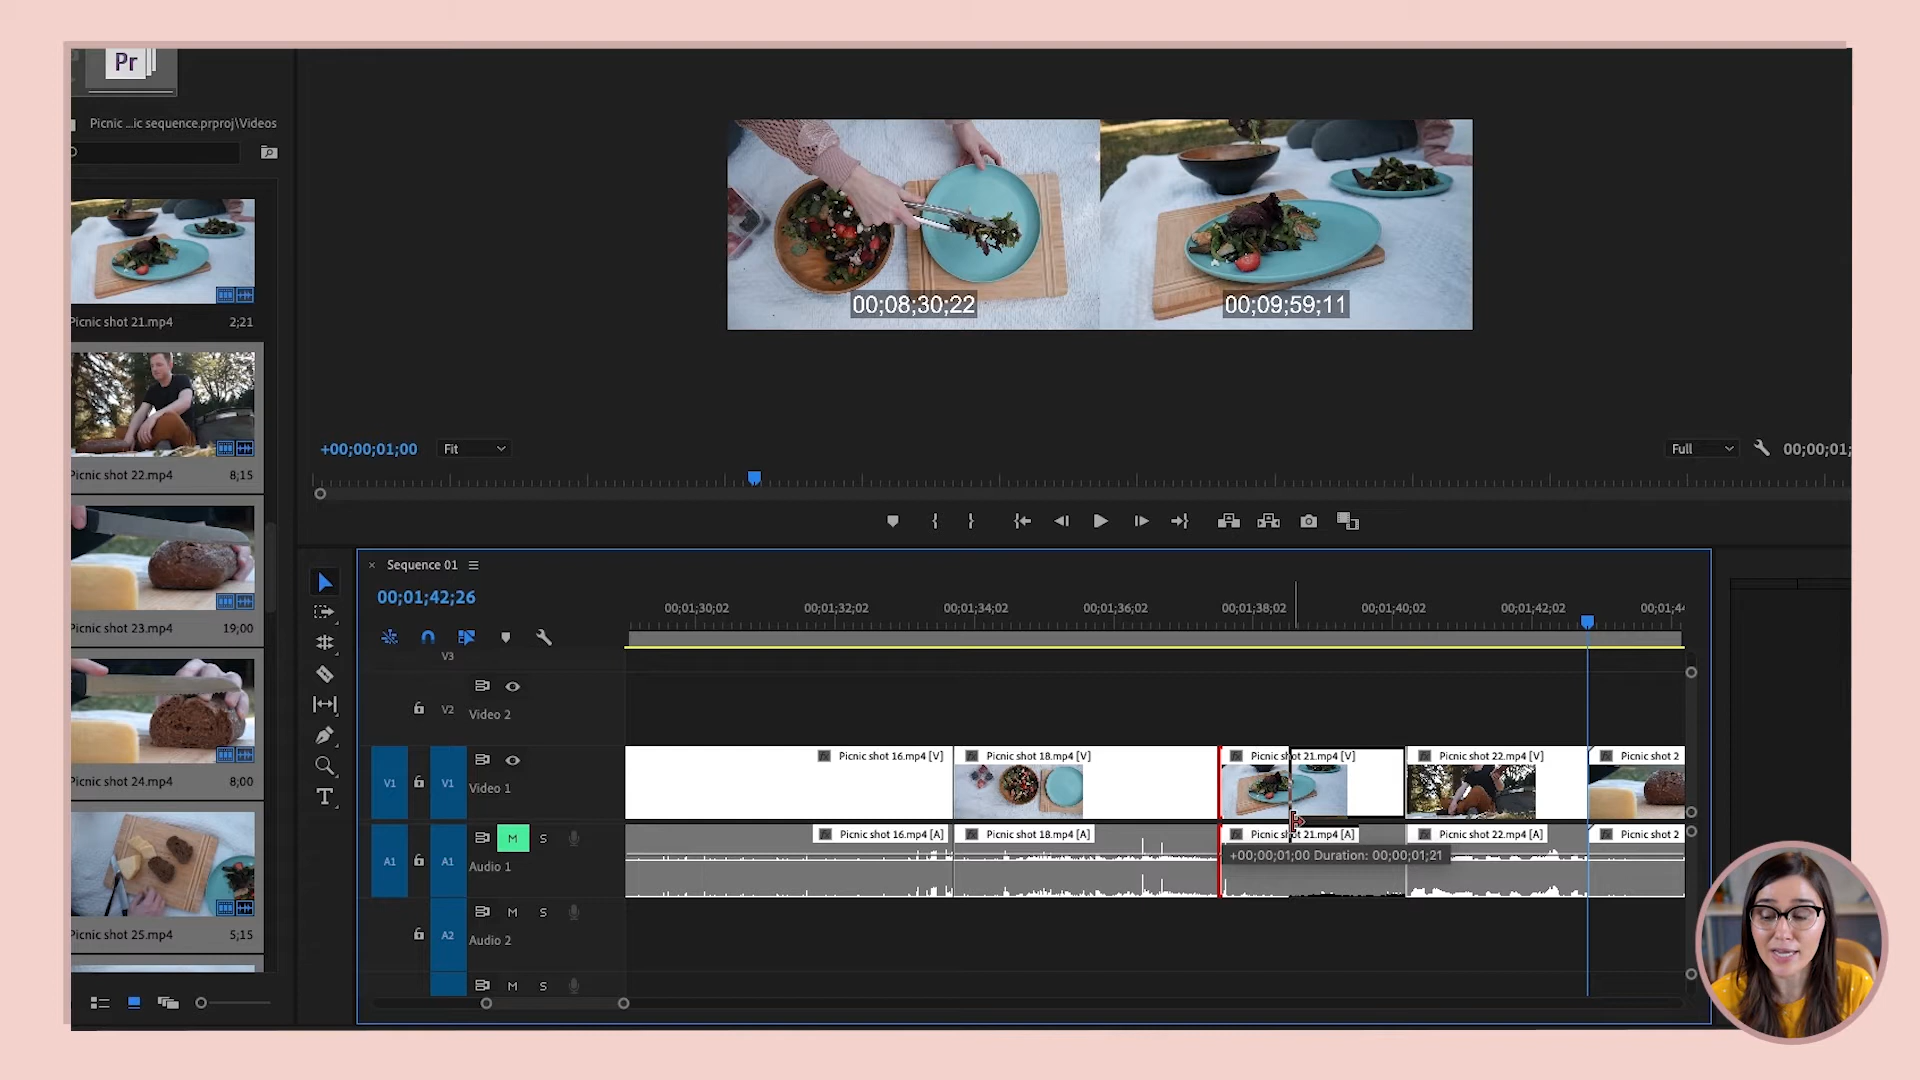 Pr
Picnic ...ic sequence.prproj\Videos
Picnic shot 21.mp4 2;21
Picnic shot 22.mp4 8;15
Picnic shot 23.mp4 19;00
Picnic shot 24.mp4 8;00
Picnic shot 25.mp4 5;15
00;08;30;22 00;09;59;11
+00;00;01;00 Fit Full 00;00;01;
Sequence 01
00;01;42;26
00;01;30;02 00;01;32;02 00;01;34;02 00;01;36;02 00;01;38;02 00;01;40;02 00;01;42;02 00;01;44
V3
V2 Video 2
Picnic shot 16.mp4 [V] Picnic shot 18.mp4 [V] Picnic shot 21.mp4 [V] Picnic shot 22.mp4 [V] Picnic shot 2
V1 V1 Video 1
M S Picnic shot 16.mp4 [A] Picnic shot 18.mp4 [A] Picnic shot 21.mp4 [A] Picnic shot 22.mp4 [A] Picnic shot 2
+00;00;01;00 Duration: 00;00;01;21
A1 A1 Audio 1
M S
A2 Audio 2
M S
T